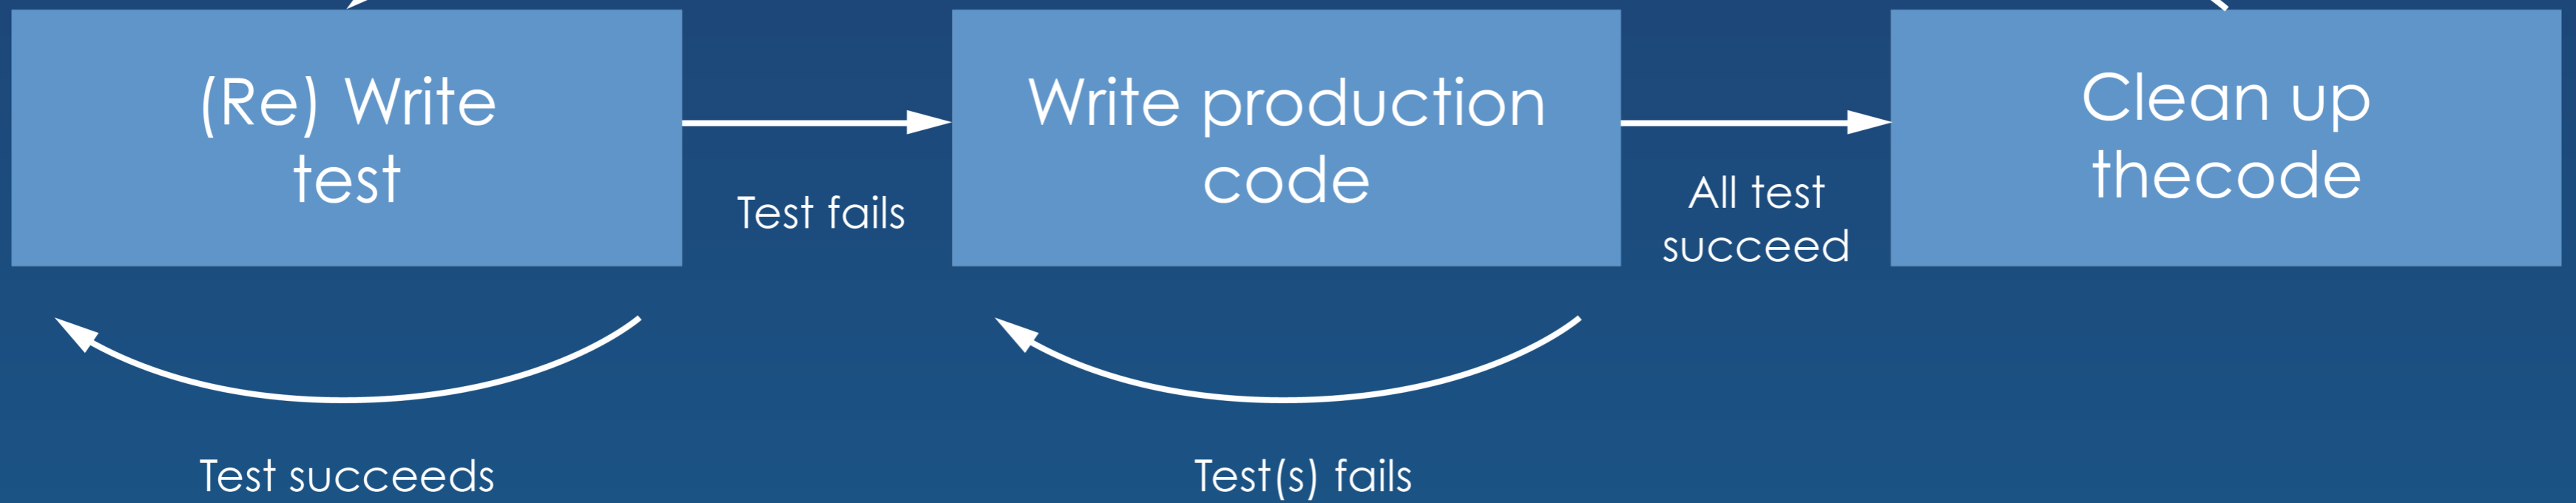 (Re) Write
test
Test fails
Write production
code
All test
succeed
Clean up
thecode
Test succeeds
Test(s) fails